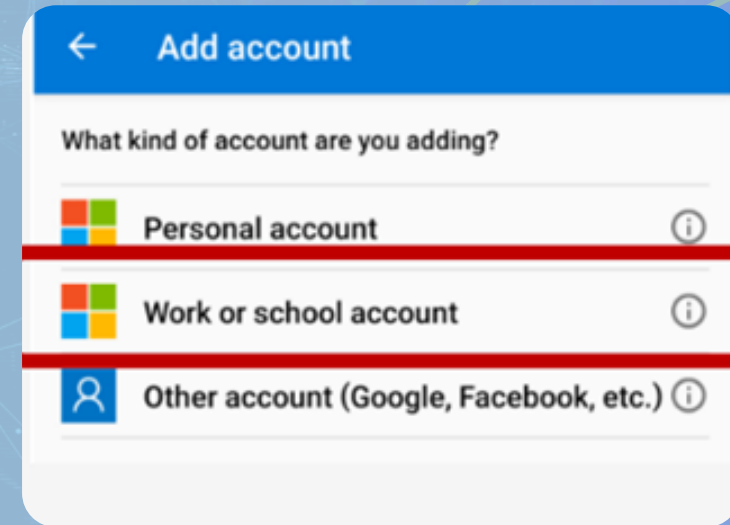 Add account
What kind of account are you adding?
Personal account
Work or school account
Other account (Google, Facebook, etc.)